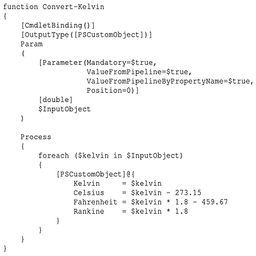 function Convert-Kelvin
{
    [CmdletBinding()]
    [OutputType([PSCustomObject])]
    Param
    (
        [Parameter(Mandatory=$true,
                   ValueFromPipeline=$true,
                   ValueFromPipelineByPropertyName=$true,
                   Position=0)]
        [double]
        $InputObject
    )

    Process
    {
        foreach ($kelvin in $InputObject)
        {
            [PSCustomObject]@{
                Kelvin     = $kelvin
                Celsius    = $kelvin - 273.15
                Fahrenheit = $kelvin * 1.8 - 459.67
                Rankine    = $kelvin * 1.8
            }
        }
    }
}